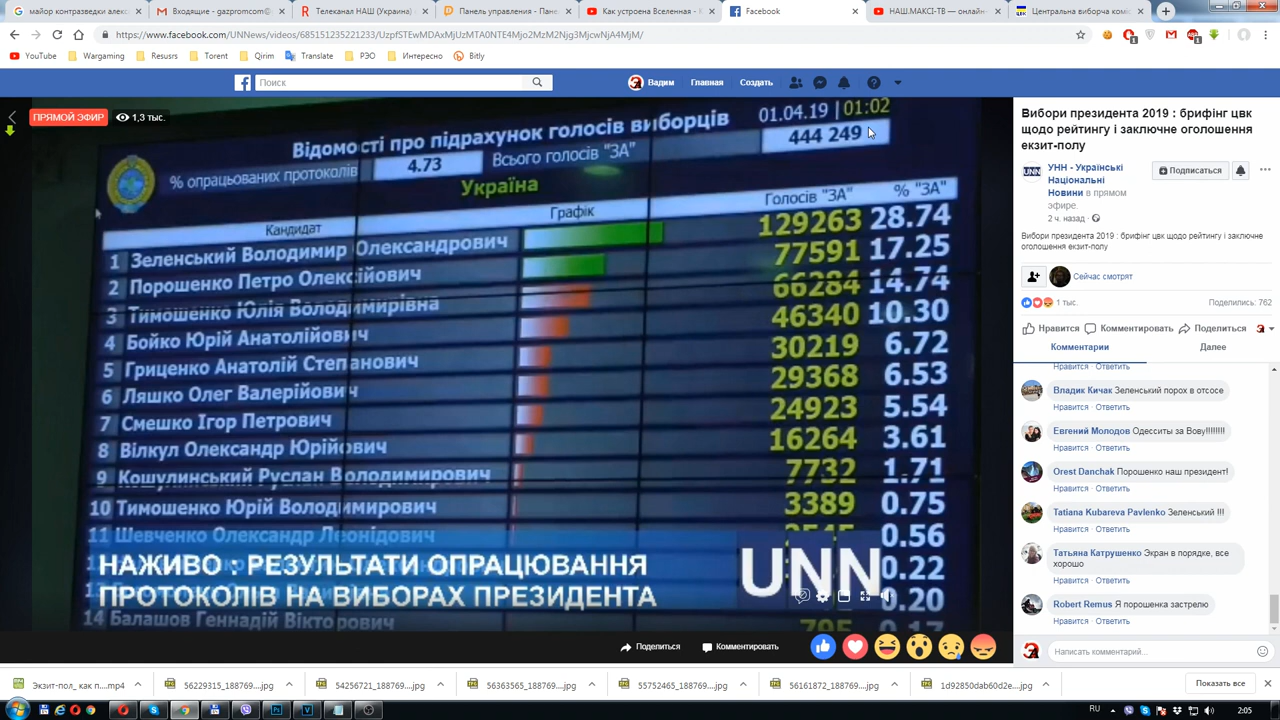 майор контразведки алекс
Входящие - gazpromcom@
Телеканал НАШ (Украина)
Панель управления - Пане
Как устроена Вселенная -
Facebook
НАШ.МАКСІ-ТВ — онлайн
Центральна виборча коміс
https://www.facebook.com/UNNews/videos/685151235221233/UzpfSTEwMDAxMjUzMTA0NTE4Mjo2MzM2Njg3MjcwNjA4MjM/
YouTube
Wargaming
Resusrs
Torent
Qirim
Translate
РЭО
Интересно
Bitly
Поиск
Вадим
Главная
Создать
ПРЯМОЙ ЭФИР
1,3 тыс.
Відомості про підрахунок голосів виборців
01.04.19 | 01:02
% опрацьованих протоколів
4.73
Всього голосів "ЗА"
444 249
Україна
Кандидат
Графік
Голосів "ЗА"
% "ЗА"
1 Зеленський Володимир Олександрович
129263 28.74
2 Порошенко Петро Олексійович
77591 17.25
3 Тимошенко Юлія Володимирівна
66284 14.74
4 Бойко Юрій Анатолійович
46340 10.30
5 Гриценко Анатолій Степанович
30219 6.72
6 Ляшко Олег Валерійович
29368 6.53
7 Смешко Ігор Петрович
24923 5.54
8 Вілкул Олександр Юрійович
16264 3.61
9 Кошулинський Руслан Володимирович
7732 1.71
10 Тимошенко Юрій Володимирович
3389 0.75
11 Шевченко Олександр Леонідович
0.56
0.22
0.20
14 Балашов Геннадій Вікторович
795 0.17
НАЖИВО : РЕЗУЛЬТАТИ ОПРАЦЮВАННЯ
ПРОТОКОЛІВ НА ВИБОРАХ ПРЕЗИДЕНТА
UNN
Поделиться
Комментировать
Вибори президента 2019 : брифінг цвк
щодо рейтингу і заключне оголошення
екзит-полу
UNN
УНН - Українські
Національні
Новини в прямом
эфире.
2 ч. назад
Подписаться
Вибори президента 2019 : брифінг цвк щодо рейтингу і заключне
оголошення екзит-полу
Сейчас смотрят
1 тыс.
Поделились: 762
Нравится
Комментировать
Поделиться
Комментарии
Далее
Нравится · Ответить
Владик Кичак Зеленський порох в отсосе
Нравится · Ответить
Евгений Молодов Одесситы за Вову!!!!!!!!
Нравится · Ответить
Orest Danchak Порошенко наш президент!
Нравится · Ответить
Tatiana Kubareva Pavlenko Зеленський !!!
Нравится · Ответить
Татьяна Катрушенко Экран в порядке, все
хорошо
Нравится · Ответить
Robert Remus Я порошенка застрелю
Нравится · Ответить
Написать комментарий...
Экзит-пол_ как п....mp4
56229315_188769....jpg
54256721_188769....jpg
56363565_188769....jpg
55752465_188769....jpg
56161872_188769....jpg
1d92850dab60d2e....jpg
Показать все
RU
2:05